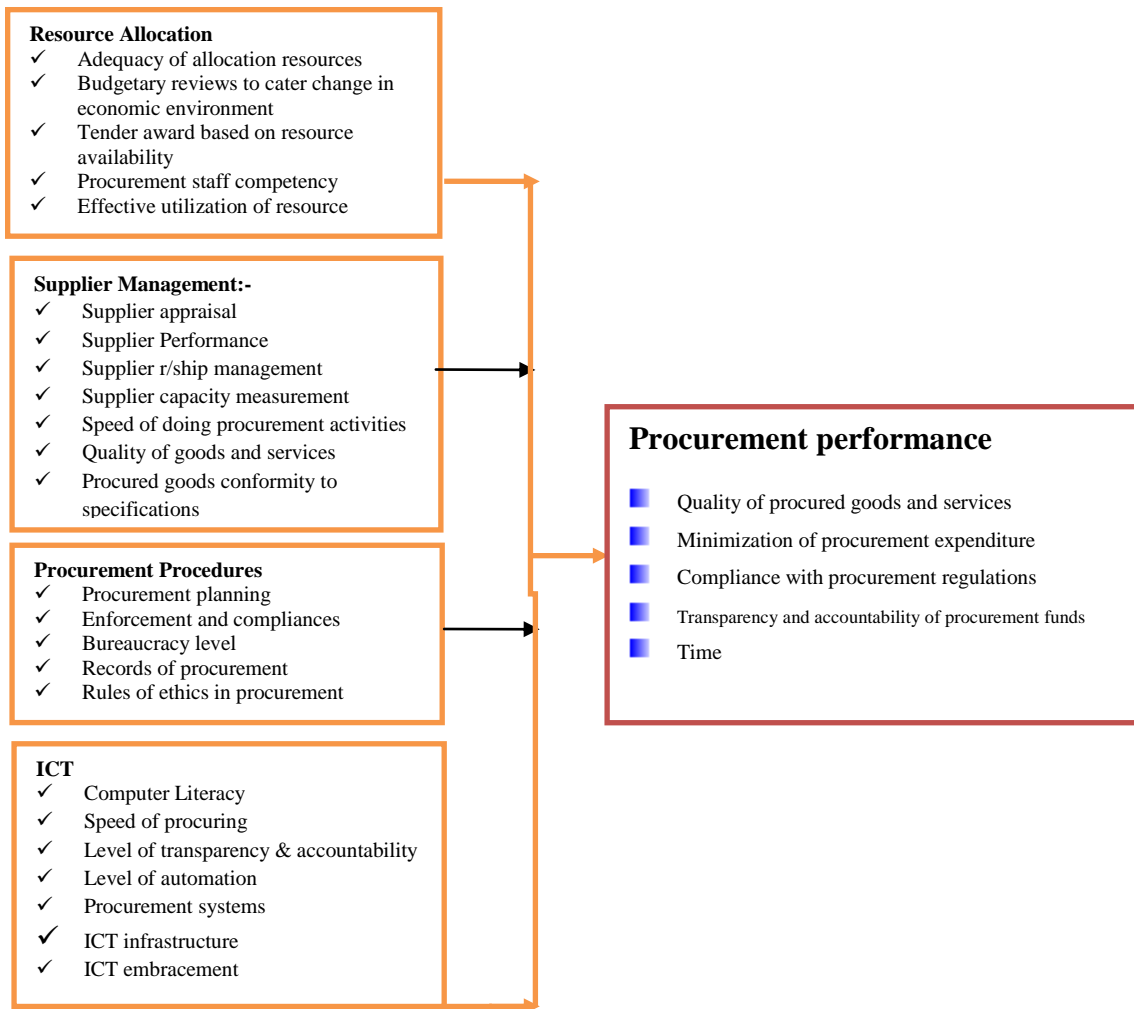 Resource Allocation
✓ Adequacy of allocation resources
✓ Budgetary reviews to cater change in
economic environment
✓ Tender award based on resource
availability
✓ Procurement staff competency
✓ Effective utilization of resource
Supplier Management:-
✓ Supplier appraisal
✓ Supplier Performance
✓ Supplier r/ship management
✓ Supplier capacity measurement
✓ Speed of doing procurement activities
✓ Quality of goods and services
✓ Procured goods conformity to
specifications
Procurement Procedures
✓ Procurement planning
✓ Enforcement and compliances
✓ Bureaucracy level
✓ Records of procurement
✓ Rules of ethics in procurement
ICT
✓ Computer Literacy
✓ Speed of procuring
✓ Level of transparency & accountability
✓ Level of automation
✓ Procurement systems
✓ ICT infrastructure
✓ ICT embracement
Procurement performance
Quality of procured goods and services
Minimization of procurement expenditure
Compliance with procurement regulations
Transparency and accountability of procurement funds
Time